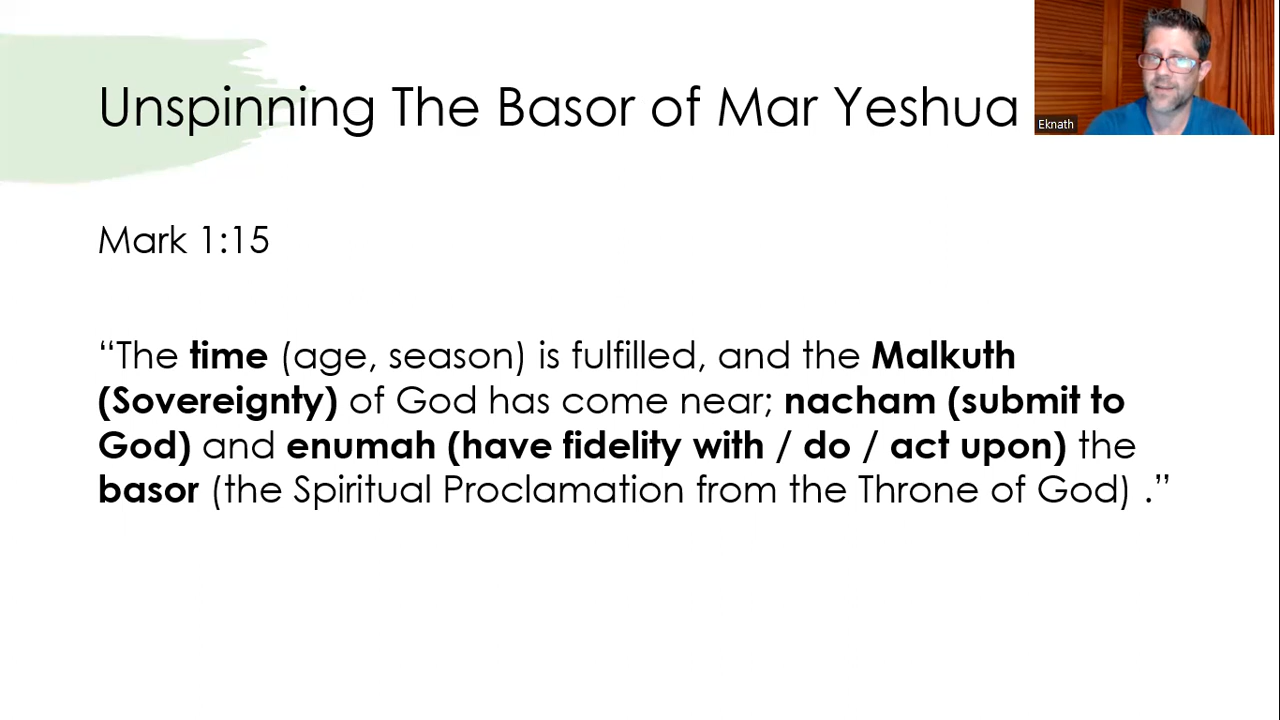 Unspinning The Basor of Mar Yeshua
Eknath
Mark 1:15
“The time (age, season) is fulfilled, and the Malkuth
(Sovereignty) of God has come near; nacham (submit to
God) and enumah (have fidelity with / do / act upon) the
basor (the Spiritual Proclamation from the Throne of God) .”